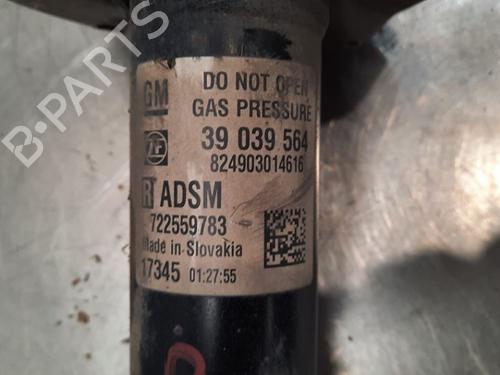 GM
DO NOT OPEN
GAS PRESSURE
ZF
39 039 564
824903014616
R ADSM
722559783
Made in Slovakia
17345 01:27:55
B-PARTS